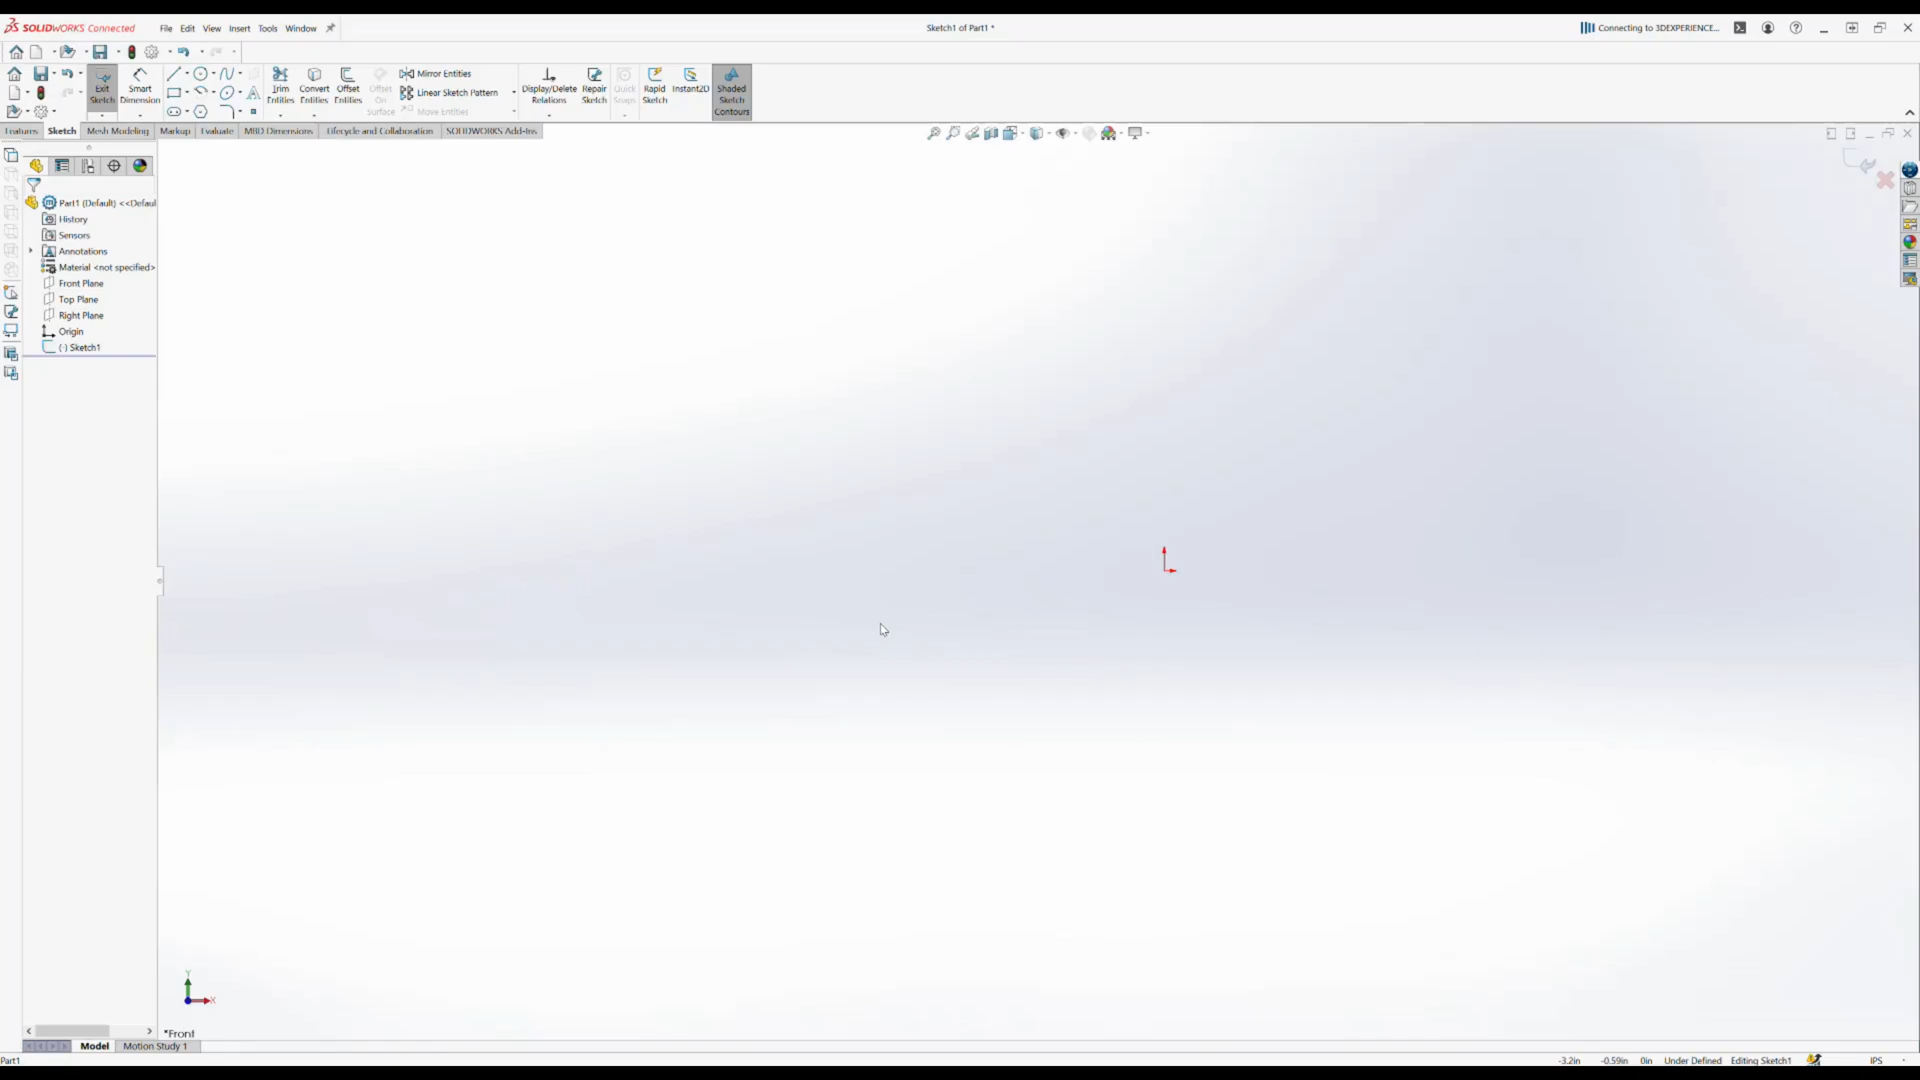 SOLIDWORKS Connected
File Edit View Insert Tools Window
Sketch1 of Part1 *
Connecting to 3DEXPERIENCE...
Exit Sketch
Smart Dimension
Trim Entities
Convert Entities
Offset Entities
Offset On Surface
Mirror Entities
Linear Sketch Pattern
Move Entities
Display/Delete Relations
Repair Sketch
Quick Snaps
Rapid Sketch
Instant2D
Shaded Sketch Contours
Features Sketch Mesh Modeling Markup Evaluate MBD Dimensions Lifecycle and Collaboration SOLIDWORKS Add-Ins
Part1 (Default) <<Defaul
History
Sensors
Annotations
Material <not specified>
Front Plane
Top Plane
Right Plane
Origin
(-) Sketch1
Y
X
*Front
Model Motion Study 1
Part1
-3.2in -0.59in 0in Under Defined Editing Sketch1 IPS -